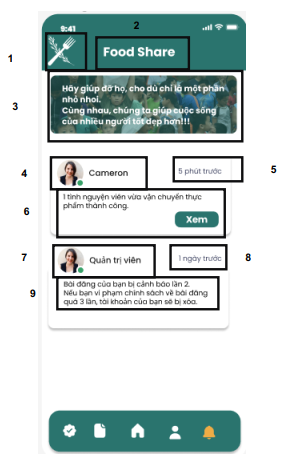 2
9:41
1
Food Share
3
Hãy giúp đỡ họ, cho dù chỉ là một phần
nhỏ nhoi.
Cùng nhau, chúng ta giúp cuộc sống
của nhiều người tốt đẹp hơn!!!
4
Cameron
5 phút trước
5
6
1 tình nguyện viên vừa vận chuyển thực
phẩm thành công.
Xem
7
Quản trị viên
1 ngày trước
8
9
Bài đăng của bạn bị cảnh báo lần 2.
Nếu bạn vi phạm chính sách về bài đăng
quá 3 lần, tài khoản của bạn sẽ bị xóa.